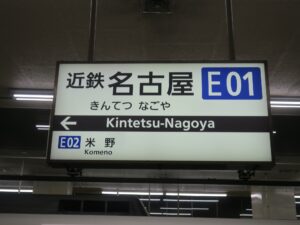 近鉄 名古屋 E01
きんてつ なごや
← Kintetsu-Nagoya
E02 米野
Komeno